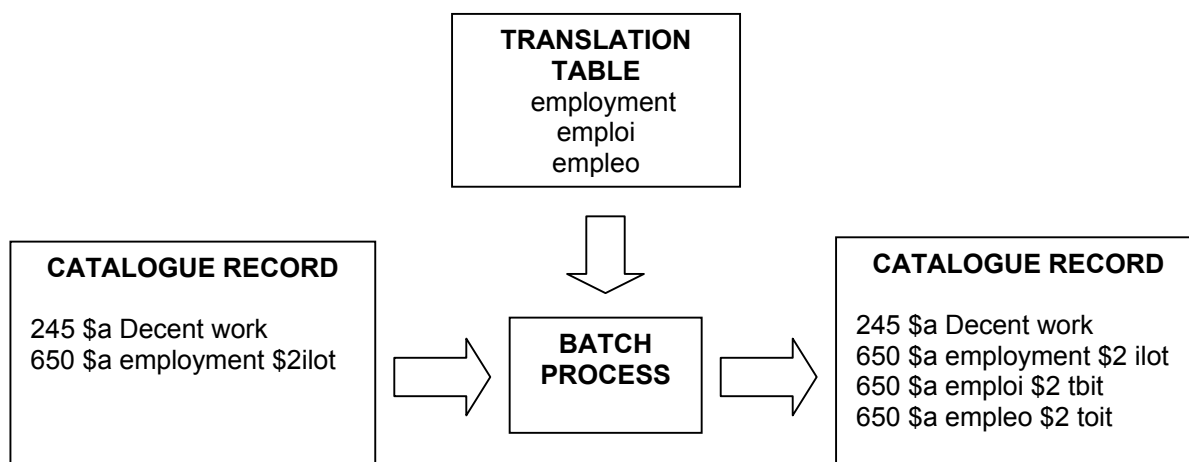 TRANSLATION
TABLE
employment
emploi
empleo
CATALOGUE RECORD
245 $a Decent work
650 $a employment $2ilot
BATCH
PROCESS
CATALOGUE RECORD
245 $a Decent work
650 $a employment $2 ilot
650 $a emploi $2 tbit
650 $a empleo $2 toit